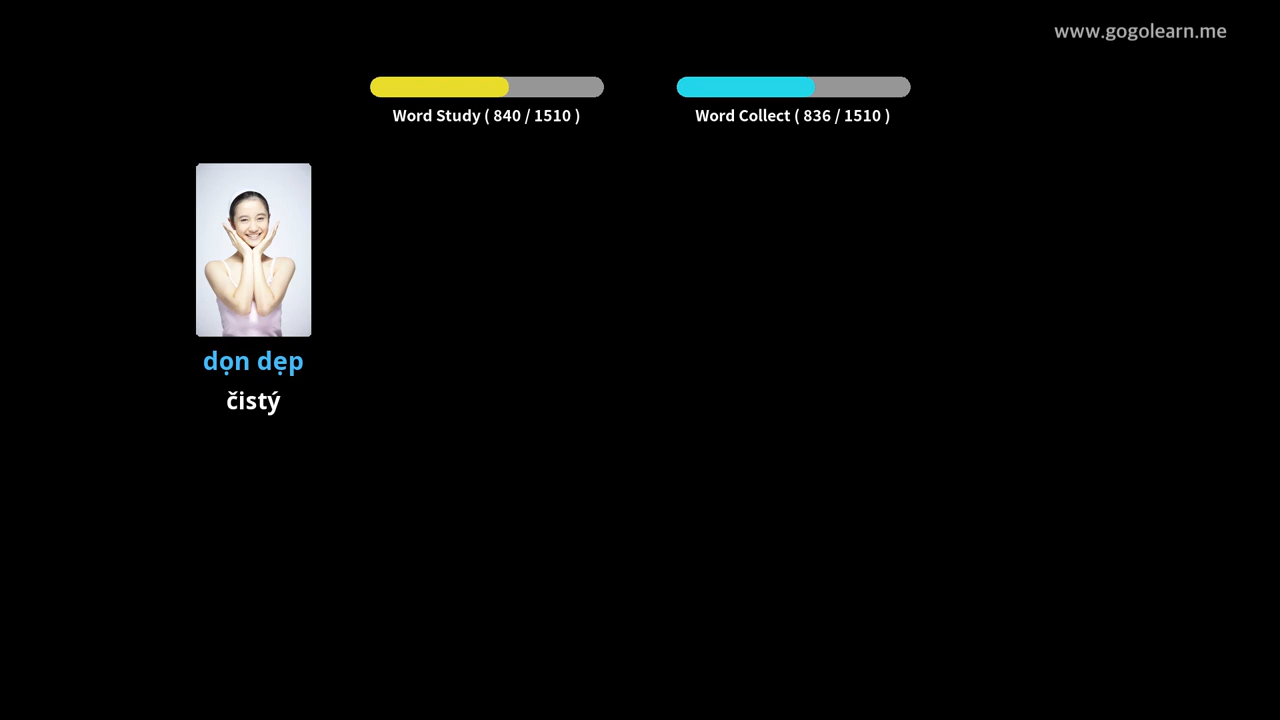 www.gogolearn.me
Word Study ( 840 / 1510 )
Word Collect ( 836 / 1510 )
dọn dẹp
čistý